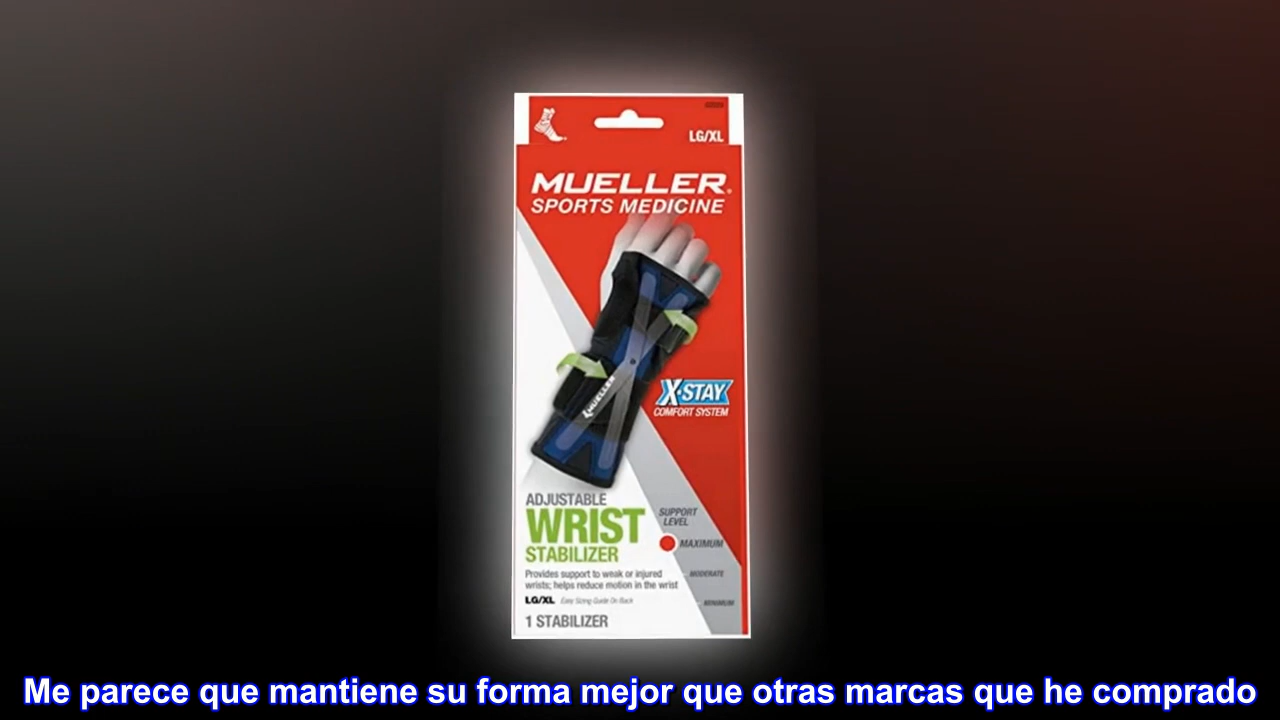 LG/XL
MUELLER
SPORTS MEDICINE
MUELLER
X-STAY
COMFORT SYSTEM
ADJUSTABLE
WRIST
STABILIZER
SUPPORT
LEVEL
MAXIMUM
MODERATE
MINIMUM
Provides support to weak or injured
wrists; helps reduce motion in the wrist
LG/XL Easy Sizing Guide On Back
1 STABILIZER
Me parece que mantiene su forma mejor que otras marcas que he comprado